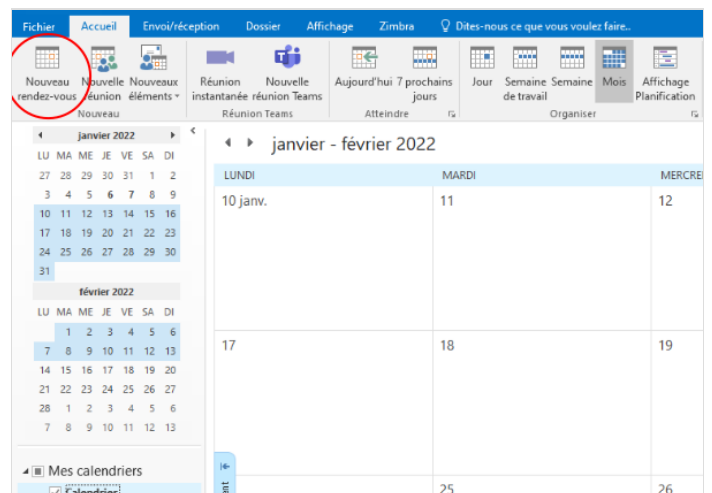 Fichier Accueil Envoi/réception Dossier Affichage Zimbra Dites-nous ce que vous voulez faire..
Nouveau rendez-vous
Nouvelle réunion
Nouveaux éléments
Réunion instantanée
Nouvelle réunion Teams
Aujourd'hui
7 prochains jours
Jour
Semaine de travail
Semaine
Mois
Affichage Planification
Nouveau Réunion Teams Atteindre Organiser
janvier 2022
LU MA ME JE VE SA DI
27 28 29 30 31 1 2
3 4 5 6 7 8 9
10 11 12 13 14 15 16
17 18 19 20 21 22 23
24 25 26 27 28 29 30
31
février 2022
LU MA ME JE VE SA DI
1 2 3 4 5 6
7 8 9 10 11 12 13
14 15 16 17 18 19 20
21 22 23 24 25 26 27
28 1 2 3 4 5 6
7 8 9 10 11 12 13
Mes calendriers
Calendrier
janvier - février 2022
LUNDI MARDI MERCRE
10 janv. 11 12
17 18 19
25 26